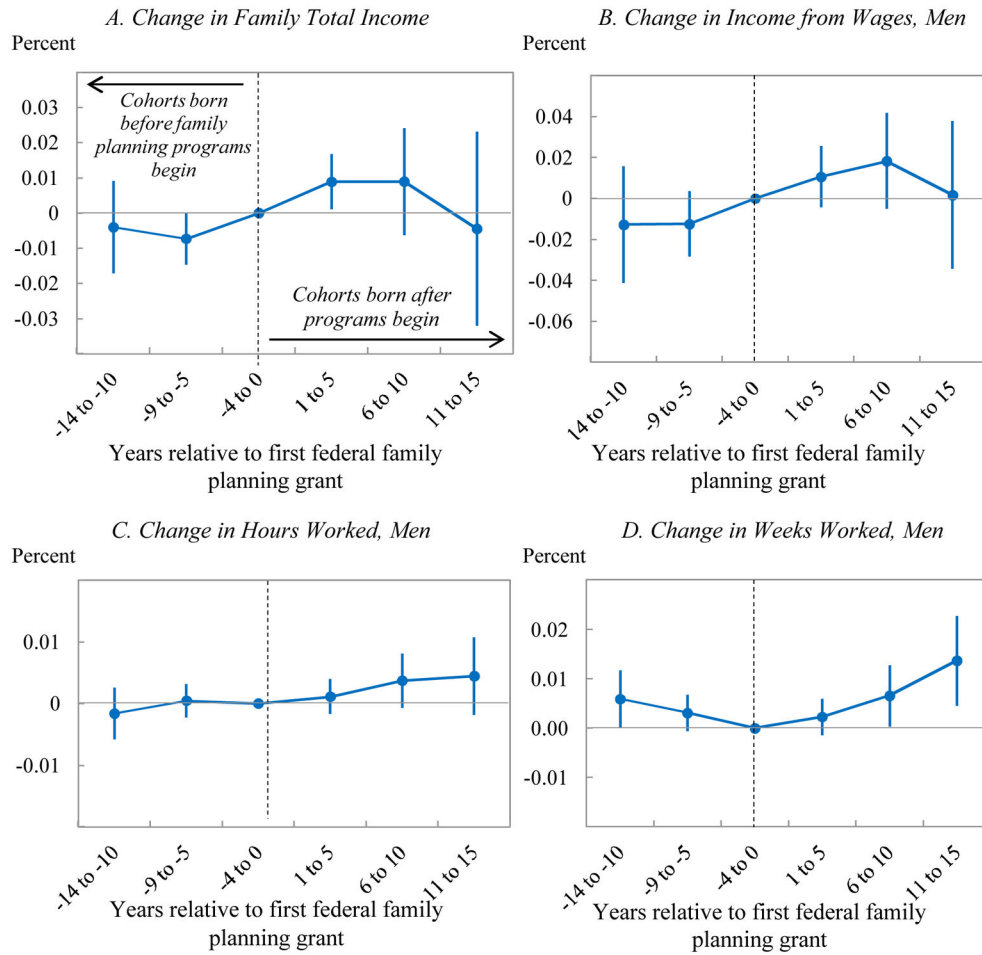 A. Change in Family Total Income
Percent
0.03
0.02
0.01
0
-0.01
-0.02
-0.03
Cohorts born
before family
planning programs
begin
Cohorts born after
programs begin
-14 to -10
-9 to -5
-4 to 0
1 to 5
6 to 10
11 to 15
Years relative to first federal family
planning grant
B. Change in Income from Wages, Men
Percent
0.04
0.02
0
-0.02
-0.04
-0.06
14 to -10
-9 to -5
-4 to 0
1 to 5
6 to 10
11 to 15
Years relative to first federal family
planning grant
C. Change in Hours Worked, Men
Percent
0.01
0
-0.01
-14 to -10
-9 to -5
-4 to 0
1 to 5
6 to 10
11 to 15
Years relative to first federal family
planning grant
D. Change in Weeks Worked, Men
Percent
0.02
0.01
0.00
-0.01
-14 to -10
-9 to -5
-4 to 0
1 to 5
6 to 10
11 to 15
Years relative to first federal family
planning grant